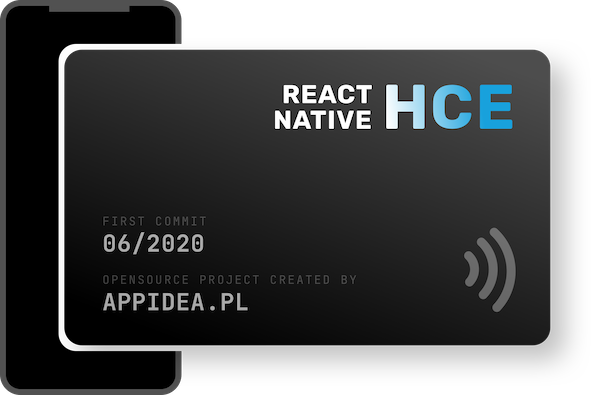 REACT
NATIVE HCE
FIRST COMMIT
06/2020
OPENSOURCE PROJECT CREATED BY
APPIDEA.PL